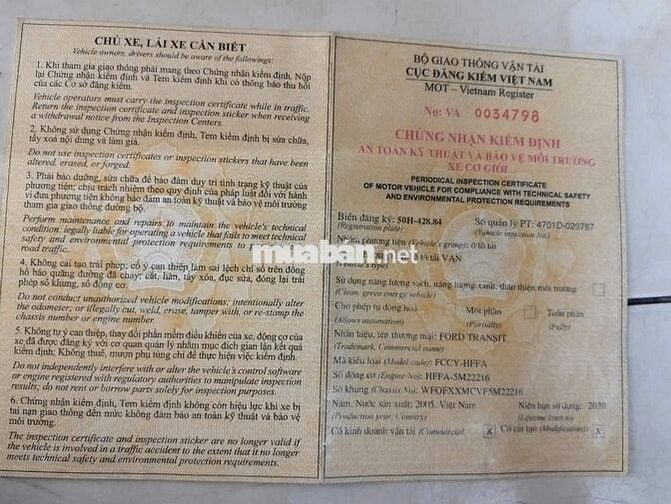 CHỦ XE, LÁI XE CẦN BIẾT
Vehicle owners, drivers should be aware of the followings:
1. Khi tham gia giao thông phải mang theo Chứng nhận kiểm định. Nộp
lại Chứng nhận kiểm định và Tem kiểm định khi có thông báo thu hồi
của các Cơ sở đăng kiểm.
Vehicle operators must carry the inspection certificate while in traffic.
Return the inspection certificate and inspection sticker when receiving
a withdrawal notice from the Inspection Centers.
2. Không sử dụng Chứng nhận kiểm định, Tem kiểm định bị sửa chữa,
tẩy xoá nội dung và làm giả.
Do not use inspection certificates or inspection stickers that have been
altered, erased, or forged.
3. Phải bảo dưỡng, sửa chữa để bảo đảm duy trì tình trạng kỹ thuật của
phương tiện; chịu trách nhiệm theo quy định của pháp luật đối với hành
vi đưa phương tiện không bảo đảm an toàn kỹ thuật và bảo vệ môi trường
tham gia giao thông đường bộ.
Perform maintenance and repairs to maintain the vehicle's technical
condition, legally liable for operating a vehicle that fails to meet technical
safety and environmental protection requirements to participate in
road traffic.
4. Không cải tạo trái phép; cố ý can thiệp làm sai lệch chỉ số trên đồng
hồ báo quãng đường đã chạy; cắt, hàn, tẩy xóa, đục sửa, đóng lại trái
phép số khung, số động cơ.
Do not conduct unauthorized vehicle modifications; intentionally alter
the odometer; or illegally cut, weld, erase, tamper with, or re-stamp the
chassis number or engine number.
5. Không tự ý can thiệp, thay đổi phần mềm điều khiển của xe, động cơ của
xe đã được đăng ký với cơ quan quản lý nhằm mục đích gian lận kết quả
kiểm định; Không thuê, mượn phụ tùng chỉ để thực hiện việc kiểm định.
Do not independently interfere with or alter the vehicle control software
or engine registered with regulatory authorities to manipulate inspection
results; do not rent or borrow parts solely for inspection purposes.
6. Chứng nhận kiểm định, Tem kiểm định không còn hiệu lực khi xe bị
tai nạn giao thông đến mức không đảm bảo an toàn kỹ thuật và bảo vệ
môi trường.
The inspection certificate and inspection sticker are no longer valid if
the vehicle is involved in a traffic accident to the extent that it no longer
meets technical safety and environmental protection requirements.
BỘ GIAO THÔNG VẬN TẢI
CỤC ĐĂNG KIỂM VIỆT NAM
MOT – Vietnam Register
No: VA 0034798
CHỨNG NHẬN KIỂM ĐỊNH
AN TOÀN KỸ THUẬT VÀ BẢO VỆ MÔI TRƯỜNG
XE CƠ GIỚI
PERIODICAL INSPECTION CERTIFICATE
OF MOTOR VEHICLE FOR COMPLIANCE WITH TECHNICAL SAFETY
AND ENVIRONMENTAL PROTECTION REQUIREMENTS
Biển đăng ký: 50H-428.84 Số quản lý PT: 4701D-020787
(Registration plate) (Vehicle inspection No)
Nhóm phương tiện (Vehicle's group): ô tô tải
tô tải VAN
(Vehicle's type)
Sử dụng năng lượng sạch, năng lượng xanh, thân thiện môi trường
(Clean, green energy vehicle)
Cho phép tự động hoá Một phần Toàn phần
(Allows automation) (Partially) (Fully)
Nhãn hiệu, tên thương mại: FORD TRANSIT
(Trademark, Commercial name)
Mã kiểu loại (Model code): FCCY-HFFA
Số động cơ (Engine No): HFFA-5M22216
Số khung (Chassis No): WFOFXXMCVF5M22216
Năm, Nước sản xuất: 2005, Việt Nam Niên hạn sử dụng: 2030
(Production year, Country) (Lifetime limit to)
Có kinh doanh vận tải (Commercial X Có cải tạo (Modification) X
muaban.net